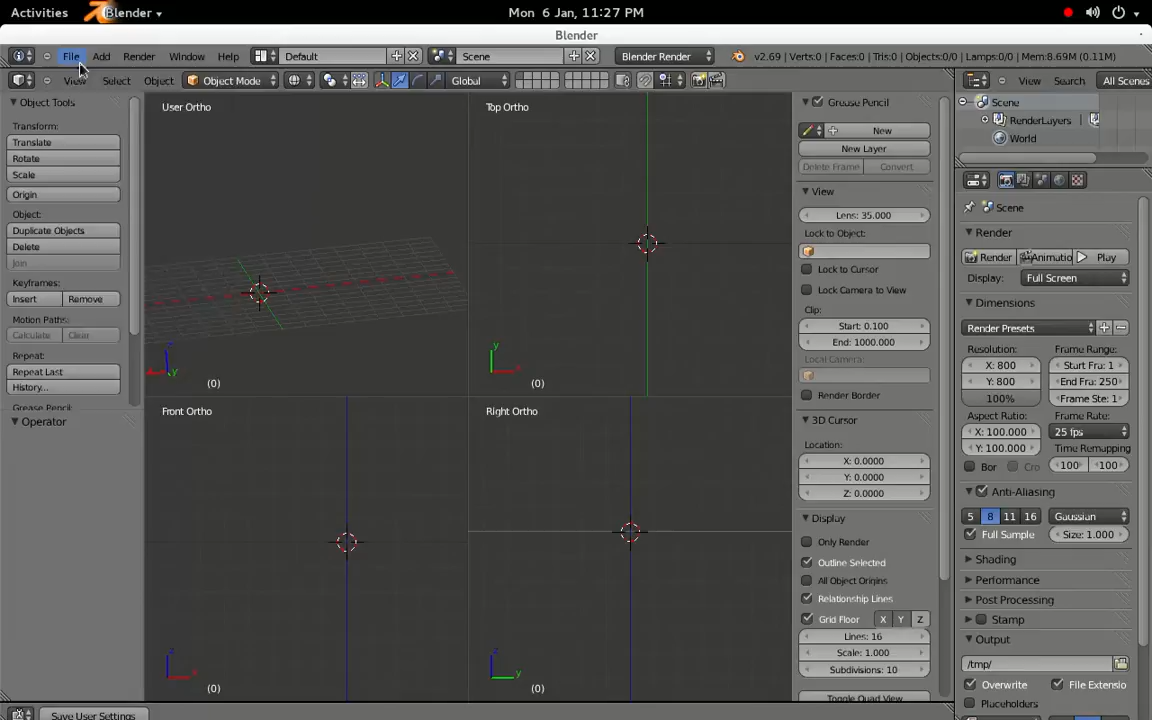 Activities Blender Mon 6 Jan, 11:27 PM
Blender
File Add Render Window Help Default Scene Blender Render v2.69 | Verts:0 | Faces:0 | Tris:0 | Objects:0/0 | Lamps:0/0 | Mem:8.69M (0.11M)
View Select Object Object Mode Global View Search All Scenes
Object Tools
Transform:
Translate
Rotate
Scale
Origin
Object:
Duplicate Objects
Delete
Join
Keyframes:
Insert Remove
Motion Paths:
Calculate Clear
Repeat:
Repeat Last
History...
Grease Pencil:
Operator
User Ortho
z
x
y
(0)
Top Ortho
y
x
(0)
Front Ortho
z
x
(0)
Right Ortho
z
y
(0)
Grease Pencil
New
New Layer
Delete Frame Convert
View
Lens: 35.000
Lock to Object:
Lock to Cursor
Lock Camera to View
Clip:
Start: 0.100
End: 1000.000
Local Camera:
Render Border
3D Cursor
Location:
X: 0.0000
Y: 0.0000
Z: 0.0000
Display
Only Render
Outline Selected
All Object Origins
Relationship Lines
Grid Floor X Y Z
Lines: 16
Scale: 1.000
Subdivisions: 10
Toggle Quad View
Scene
RenderLayers |
World
Scene
Render
Render Animatio Play
Display: Full Screen
Dimensions
Render Presets
Resolution: Frame Range:
X: 800 Start Fra: 1
Y: 800 End Fra: 250
100% Frame Ste: 1
Aspect Ratio: Frame Rate:
X: 100.000 25 fps
Y: 100.000 Time Remapping
Bor Cro 100 100
Anti-Aliasing
5 8 11 16 Gaussian
Full Sample Size: 1.000
Shading
Performance
Post Processing
Stamp
Output
/tmp/
Overwrite File Extensio
Placeholders
Save User Settings